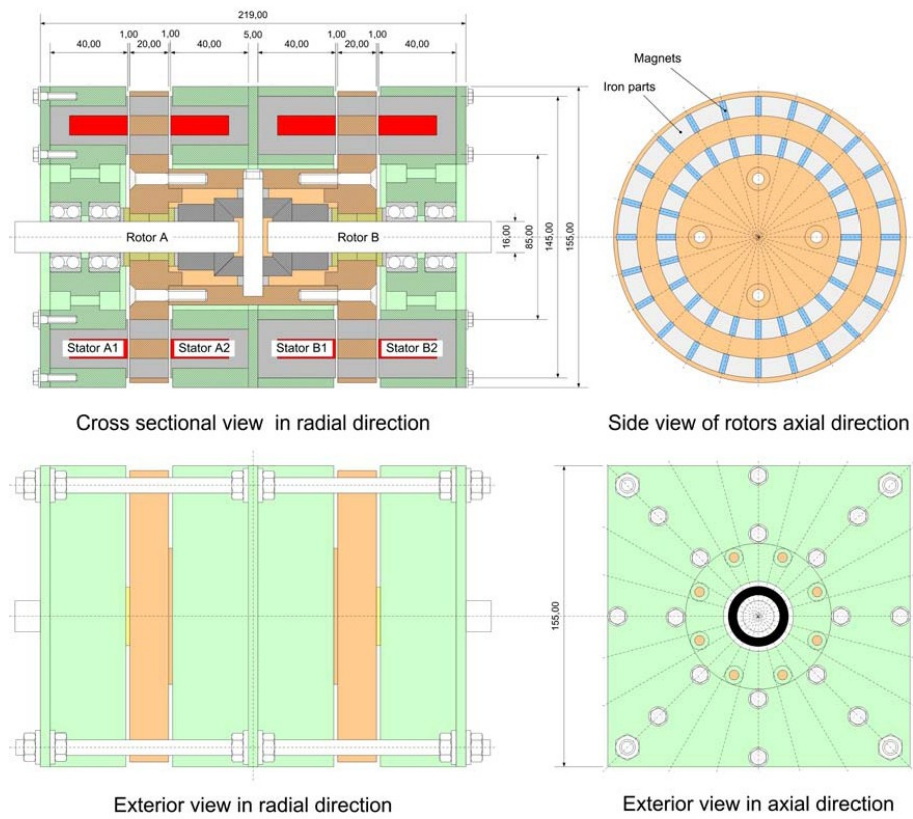 219,00
1,00 1,00 1,00 1,00
40,00 20,00 40,00 5,00 40,00 20,00 40,00
Magnets
Iron parts
Rotor A
Rotor B
16,00
85,00
145,00
155,00
Stator A1
Stator A2
Stator B1
Stator B2
Cross sectional view in radial direction
Side view of rotors axial direction
155,00
Exterior view in radial direction
Exterior view in axial direction